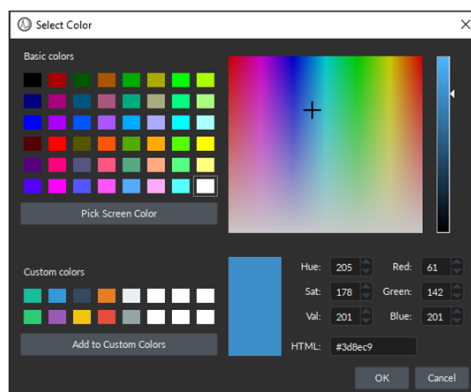 Select Color
Basic colors
Pick Screen Color
Custom colors
Add to Custom Colors
Hue: 205 Red: 61
Sat: 178 Green: 142
Val: 201 Blue: 201
HTML: #3d8ec9
OK Cancel